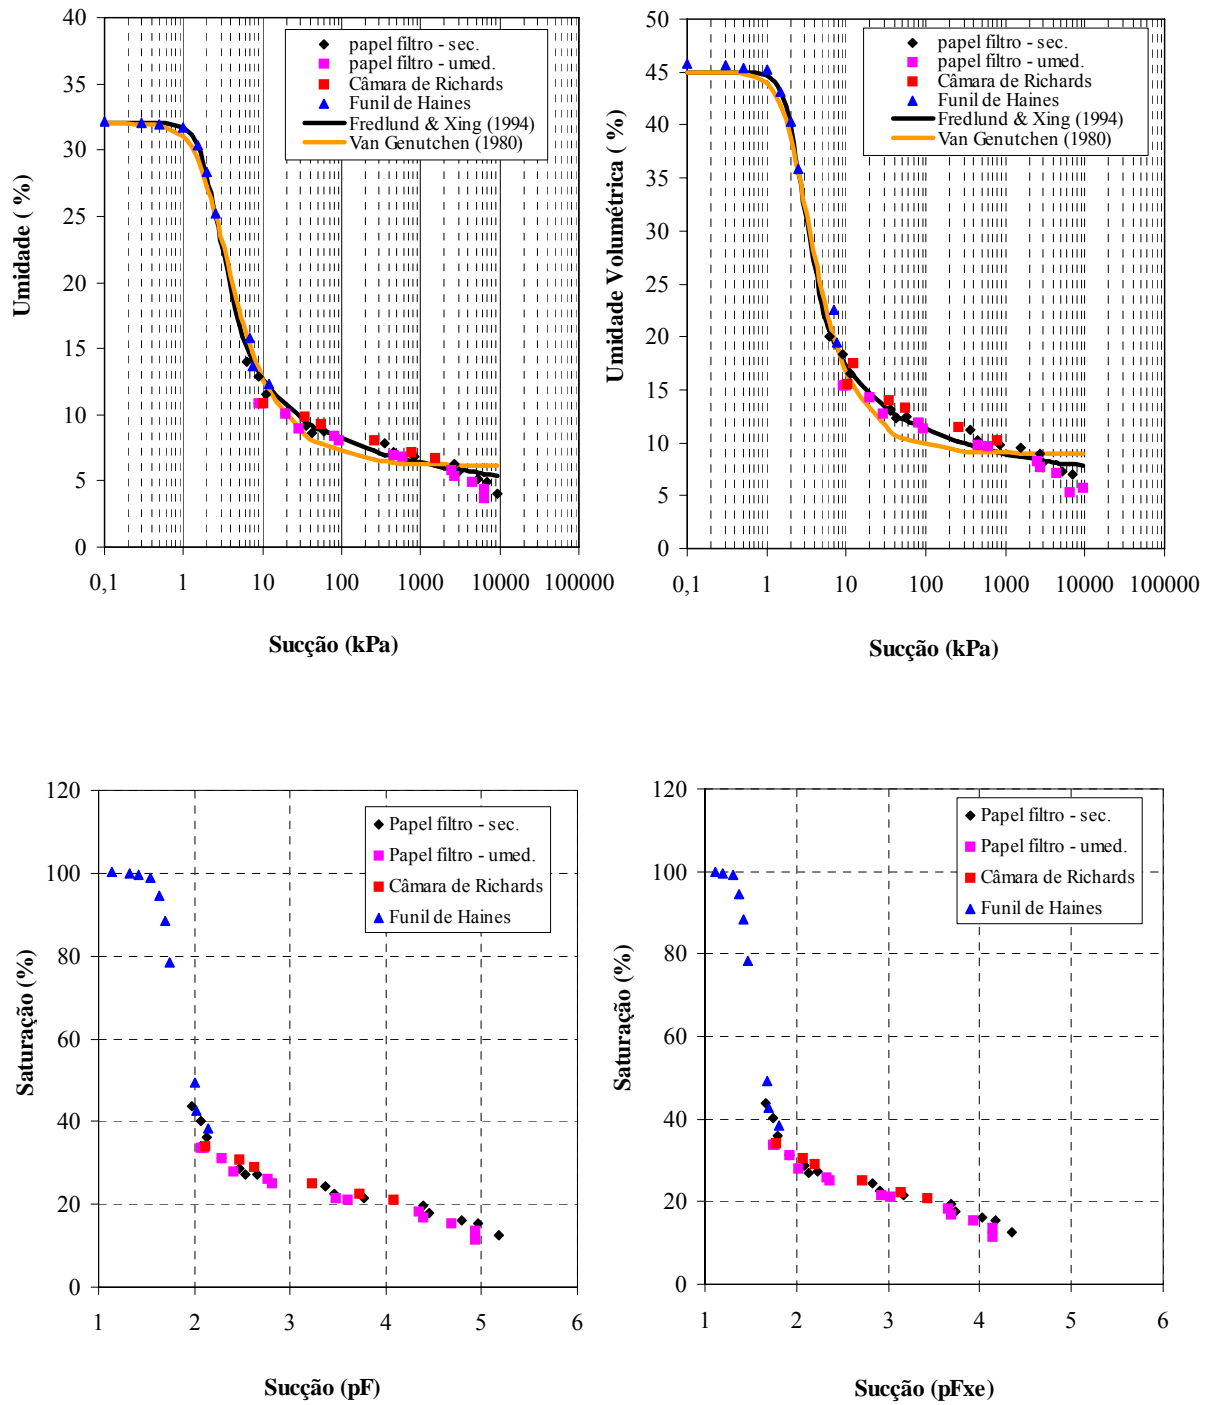 50
45
40
35
30
25
20
15
10
5
0
0,1 1 10 100 1000 10000 100000
Umidade Volumétrica ( %)
Sucção (kPa)
papel filtro - sec.
papel filtro - umed.
Câmara de Richards
Funil de Haines
Fredlund & Xing (1994)
Van Genutchen (1980)
40
35
30
25
20
15
10
5
0
0,1 1 10 100 1000 10000 100000
Umidade ( %)
Sucção (kPa)
papel filtro - sec.
papel filtro - umed.
Câmara de Richards
Funil de Haines
Fredlund & Xing (1994)
Van Genutchen (1980)
120
100
80
60
40
20
0
1 2 3 4 5 6
Saturação (%)
Sucção (pF)
Papel filtro - sec.
Papel filtro - umed.
Câmara de Richards
Funil de Haines
120
100
80
60
40
20
0
1 2 3 4 5 6
Saturação (%)
Sucção (pFxe)
Papel filtro - sec.
Papel filtro - umed.
Câmara de Richards
Funil de Haines